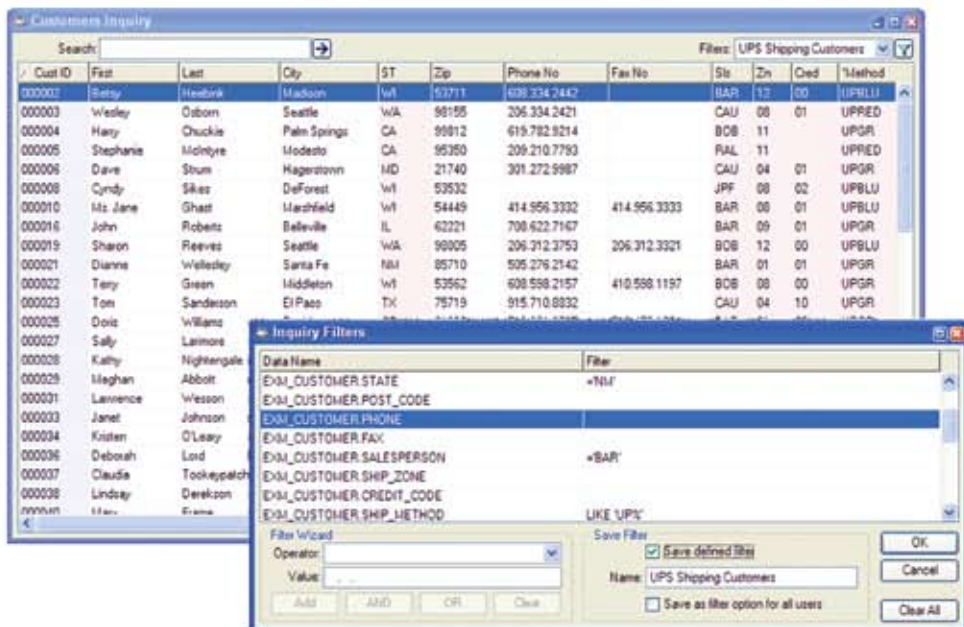 Customers Inquiry
Search:
Filters: UPS Shipping Customers
Cust ID First Last City ST Zip Phone No Fax No Sls Zn Cred *Method
000002 Betsy Heebink Madison WI 53711 608.334.2442 BAR 12 00 UPBLU
000003 Wesley Osborn Seattle WA 98155 206.334.2421 CAU 08 01 UPRED
000004 Harry Chuckie Palm Springs CA 99812 619.782.9214 BOB 11 UPGR
000005 Stephanie McIntyre Modesto CA 95350 209.210.7793 RAL 11 UPRED
000006 Dave Strum Hagerstown MD 21740 301.272.9987 CAU 04 01 UPGR
000008 Cyndy Sikes DeForest WI 53532 JPF 08 02 UPBLU
000010 Ms. Jane Ghast Marshfield WI 54449 414.956.3332 414.956.3333 BAR 08 01 UPBLU
000016 John Roberts Belleville IL 62221 708.622.7167 BAR 09 01 UPGR
000019 Sharon Reeves Seattle WA 98805 206.312.3753 206.312.3321 BOB 12 00 UPBLU
000021 Dianne Wellesley Santa Fe NM 85710 505.276.2142 BAR 01 01 UPGR
000022 Terry Green Middleton WI 53562 608.598.2157 410.598.1197 BOB 08 00 UPGR
000023 Tom Sanderson El Paso TX 75719 915.710.8832 CAU 04 10 UPGR
000025 Doris Williams
000027 Sally Larimore
000028 Kathy Nightengale
000029 Meghan Abbott
000031 Lawrence Wesson
000033 Janet Johnson
000034 Kristen O'Leary
000036 Deborah Lord
000037 Claudia Tookeypatch
000038 Lindsay Derekson
000040 Mary Frame
Inquiry Filters
Data Name Filter
EXM_CUSTOMER.STATE ='NM'
EXM_CUSTOMER.POST_CODE
EXM_CUSTOMER.PHONE
EXM_CUSTOMER.FAX
EXM_CUSTOMER.SALESPERSON ='BAR'
EXM_CUSTOMER.SHIP_ZONE
EXM_CUSTOMER.CREDIT_CODE
EXM_CUSTOMER.SHIP_METHOD LIKE 'UP%'
Filter Wizard
Operator:
Value: . .
Add AND OR Clear
Save Filter
Save defined filter
Name: UPS Shipping Customers
Save as filter option for all users
OK
Cancel
Clear All